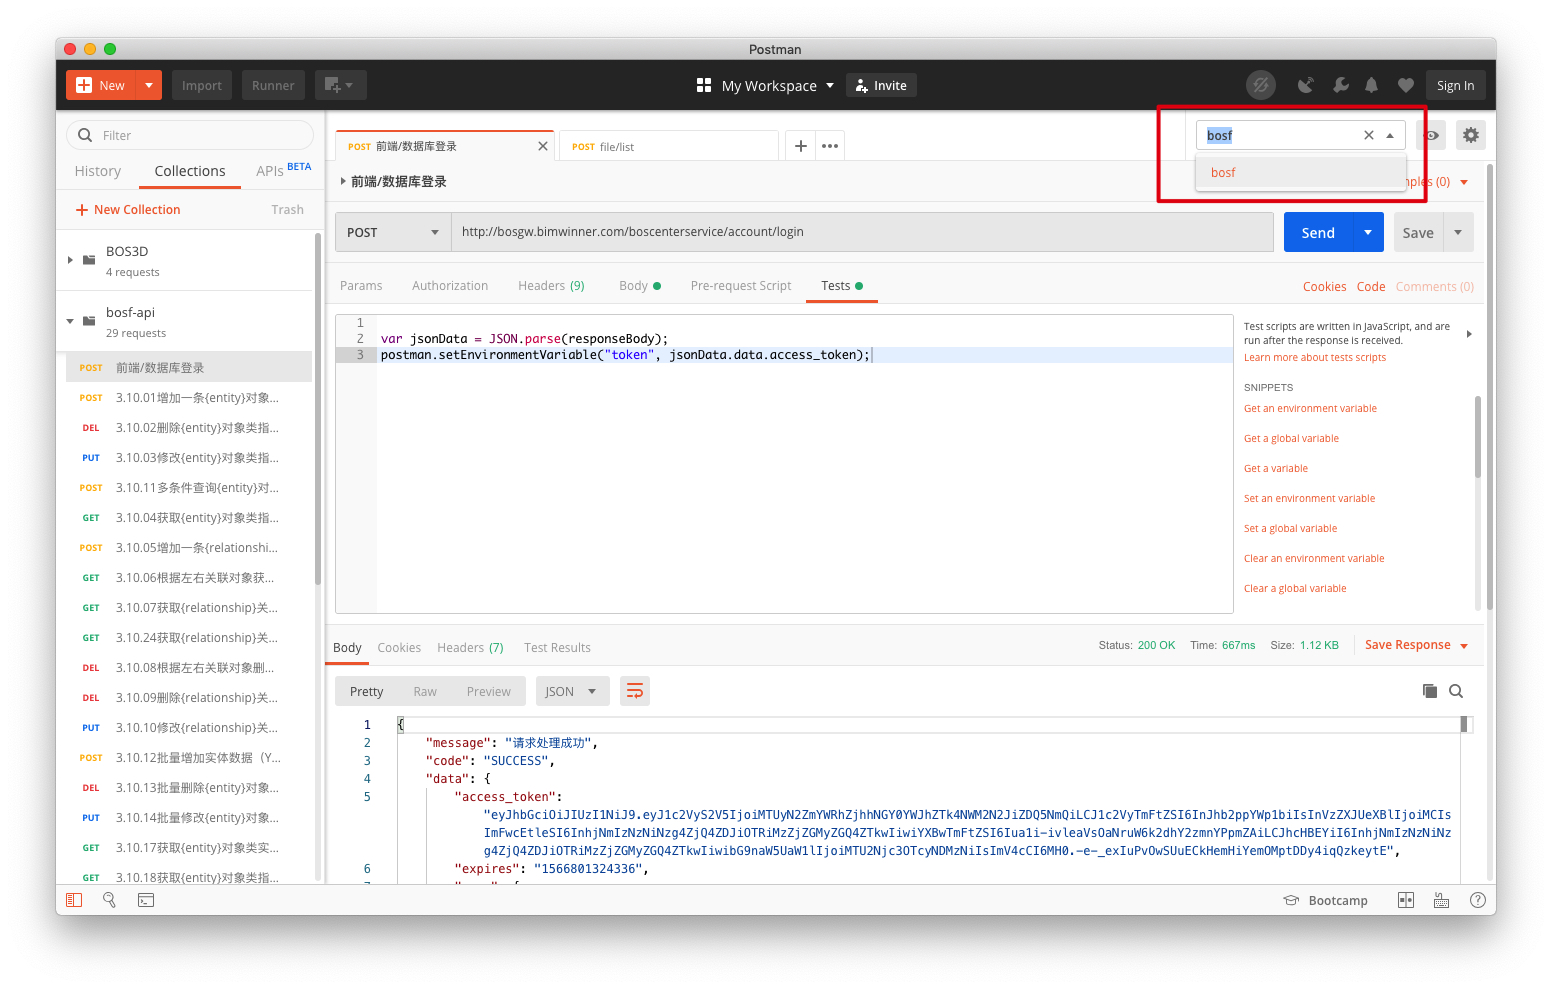 Postman
New
Import
Runner
My Workspace
Invite
Sign In
Filter
History
Collections
APIs BETA
New Collection
Trash
BOS3D
4 requests
bosf-api
29 requests
POST 前端/数据库登录
POST 3.10.01增加一条{entity}对象...
DEL 3.10.02删除{entity}对象类指...
PUT 3.10.03修改{entity}对象类指...
POST 3.10.11多条件查询{entity}对...
GET 3.10.04获取{entity}对象类指...
POST 3.10.05增加一条{relationshi...
GET 3.10.06根据左右关联对象获...
GET 3.10.07获取{relationship}关...
GET 3.10.24获取{relationship}关...
DEL 3.10.08根据左右关联对象删...
DEL 3.10.09删除{relationship}关...
PUT 3.10.10修改{relationship}关...
POST 3.10.12批量增加实体数据（Y...
DEL 3.10.13批量删除{entity}对象...
PUT 3.10.14批量修改{entity}对象...
GET 3.10.17获取{entity}对象类实...
GET 3.10.18获取{entity}对象类指...
POST 前端/数据库登录
POST file/list
bosf
bosf
前端/数据库登录
mples (0)
POST
http://bosgw.bimwinner.com/boscenterservice/account/login
Send
Save
Params
Authorization
Headers (9)
Body
Pre-request Script
Tests
Cookies Code Comments (0)
1
2 var jsonData = JSON.parse(responseBody);
3 postman.setEnvironmentVariable("token", jsonData.data.access_token);
Test scripts are written in JavaScript, and are
run after the response is received.
Learn more about tests scripts
SNIPPETS
Get an environment variable
Get a global variable
Get a variable
Set an environment variable
Set a global variable
Clear an environment variable
Clear a global variable
Body
Cookies
Headers (7)
Test Results
Status: 200 OK Time: 667ms Size: 1.12 KB
Save Response
Pretty
Raw
Preview
JSON
1 {
2 "message": "请求处理成功",
3 "code": "SUCCESS",
4 "data": {
5 "access_token":
"eyJhbGciOiJIUzI1NiJ9.eyJ1c2VyS2V5IjoiMTUyN2ZmYWRhZjhhNGY0YWJhZTk4NWM2N2JiZDQ5NmQiLCJ1c2VyTmFtZSI6InJhb2ppYWp1biIsInVzZXJUeXBlIjoiMCIs
ImFwcEtleSI6InhjNmIzNzNiNzg4ZjQ4ZDJiOTRiMzZjZGMyZGQ4ZTkwIiwiYXBwTmFtZSI6Iua1i-ivleaVsOaNruW6k2dhY2zmnYPpmZAiLCJhcHBEYiI6InhjNmIzNzNiNz
g4ZjQ4ZDJiOTRiMzZjZGMyZGQ4ZTkwIiwibG9naW5UaW1lIjoiMTU2Njc3OTcyNDMzNiIsImV4cCI6MH0.-e-_exIuPvOwSUuECkHemHiYemOMptDDy4iqQzkeytE",
6 "expires": "1566801324336",
Bootcamp